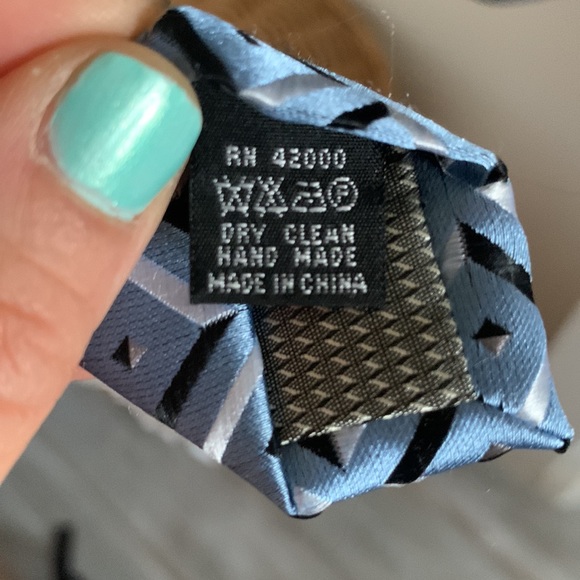 RN 42000
DRY CLEAN
HAND MADE
MADE IN CHINA